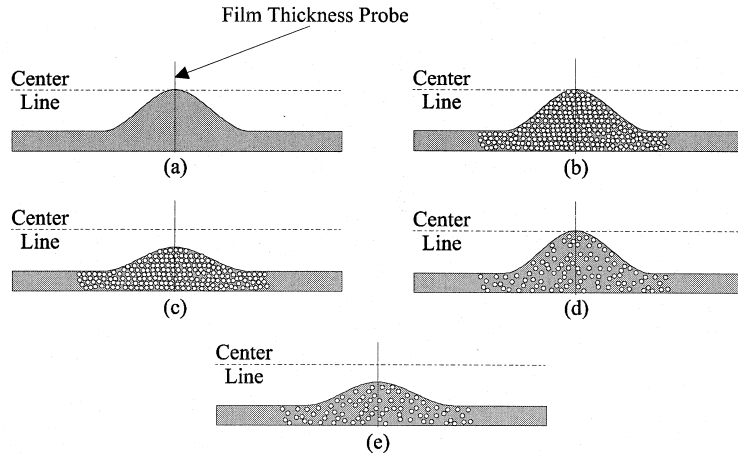 Film Thickness Probe
Center
Line
(a)
Center
Line
(b)
Center
Line
(c)
Center
Line
(d)
Center
Line
(e)